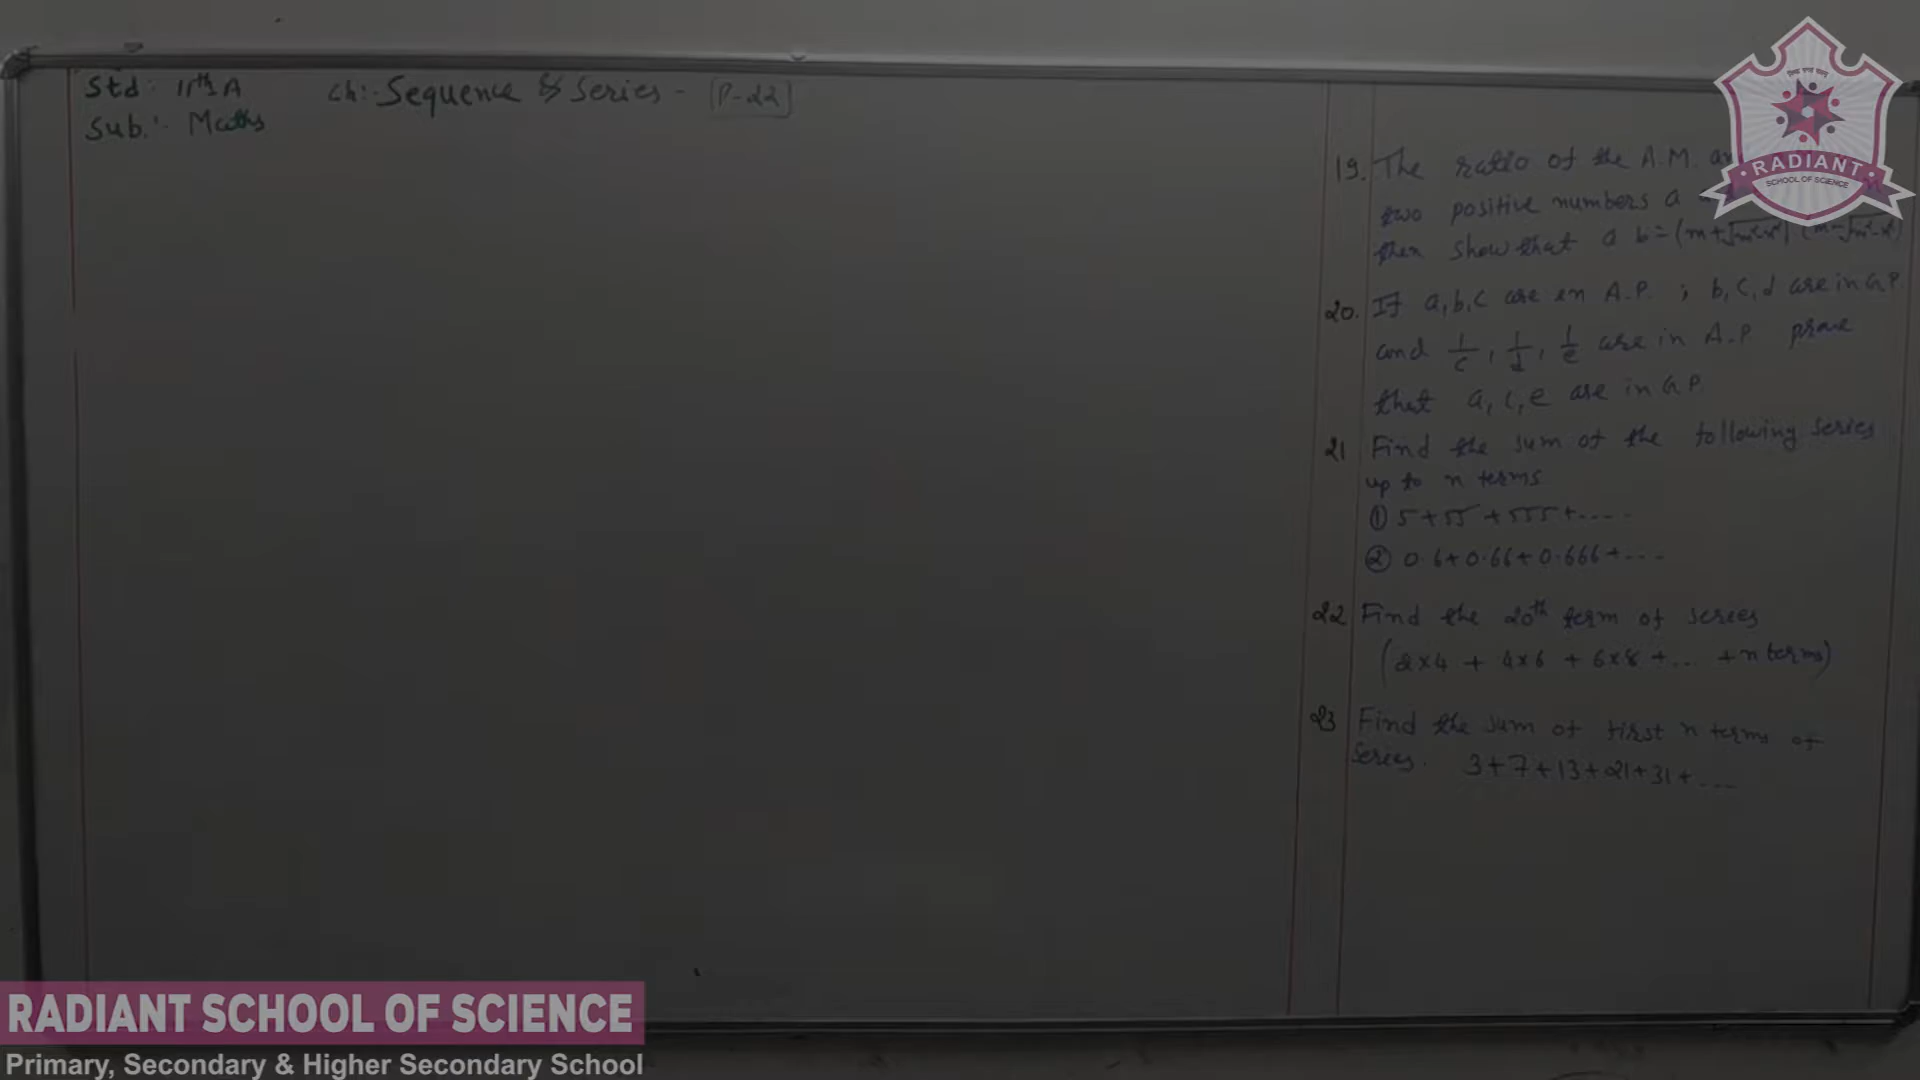 Std: 11th A
Ch:- Sequence & Series - [P-22]
Sub.:- Maths
19. The ratio of the A.M.
two positive numbers a
then show that a b = (m+√m²-n²) (m-√m²-n²)
20. If a, b, c are in A.P. ; b, c, d are in G.P.
and 1/c, 1/d, 1/e are in A.P prove
that a, c, e are in G.P.
21 Find the sum of the following series
up to n terms
① 5+55+555+.....
② 0.6+0.66+0.666+...
22 Find the 20th term of series
(2×4 + 4×6 + 6×8 +.. + n terms)
23 Find the sum of first n terms of
Series. 3+7+13+21+31+....
RADIANT
SCHOOL OF SCIENCE
RADIANT SCHOOL OF SCIENCE
Primary, Secondary & Higher Secondary School